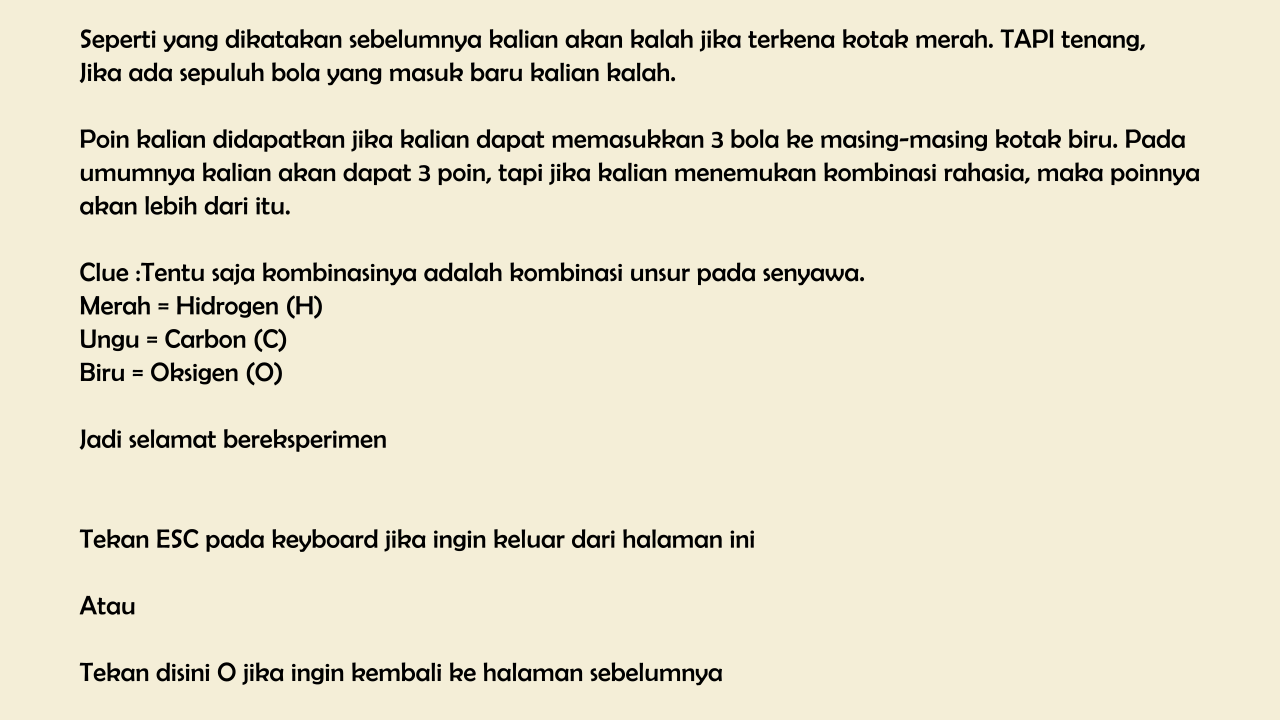 Seperti yang dikatakan sebelumnya kalian akan kalah jika terkena kotak merah. TAPI tenang,
Jika ada sepuluh bola yang masuk baru kalian kalah.
Poin kalian didapatkan jika kalian dapat memasukkan 3 bola ke masing-masing kotak biru. Pada
umumnya kalian akan dapat 3 poin, tapi jika kalian menemukan kombinasi rahasia, maka poinnya
akan lebih dari itu.
Clue :Tentu saja kombinasinya adalah kombinasi unsur pada senyawa.
Merah = Hidrogen (H)
Ungu = Carbon (C)
Biru = Oksigen (O)
Jadi selamat bereksperimen
Tekan ESC pada keyboard jika ingin keluar dari halaman ini
Atau
Tekan disini O jika ingin kembali ke halaman sebelumnya